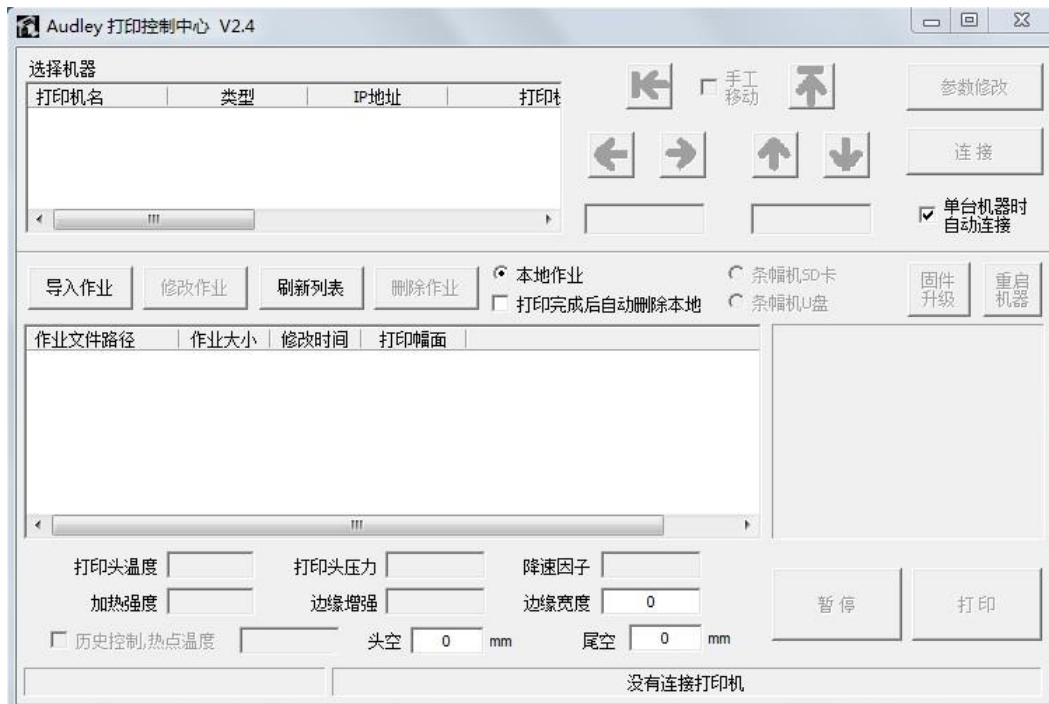 Audley 打印控制中心 V2.4
选择机器
打印机名 类型 IP地址
手工
移动
参数修改
连接
单台机器时
自动连接
导入作业 修改作业 刷新列表 删除作业
本地作业
打印完成后自动删除本地
条幅机SD卡
条幅机U盘
固件
升级
重启
机器
作业文件路径 作业大小 修改时间 打印幅面
打印头温度 打印头压力 降速因子
加热强度 边缘增强 边缘宽度 0
暂停 打印
历史控制,热点温度 头空 0 mm 尾空 0 mm
没有连接打印机